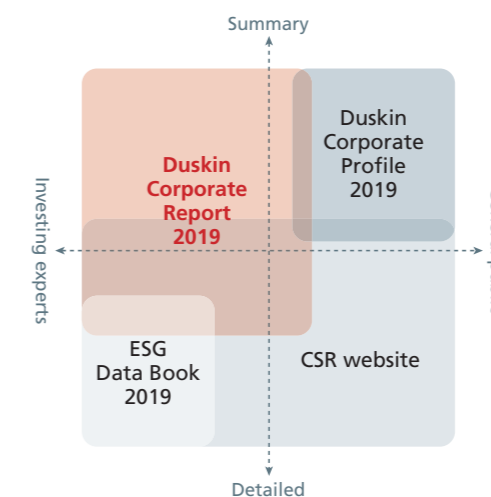 Summary
Duskin
Corporate
Profile
2019
Duskin
Corporate
Report
2019
Investing experts
ESG
Data Book
2019
CSR website
Detailed